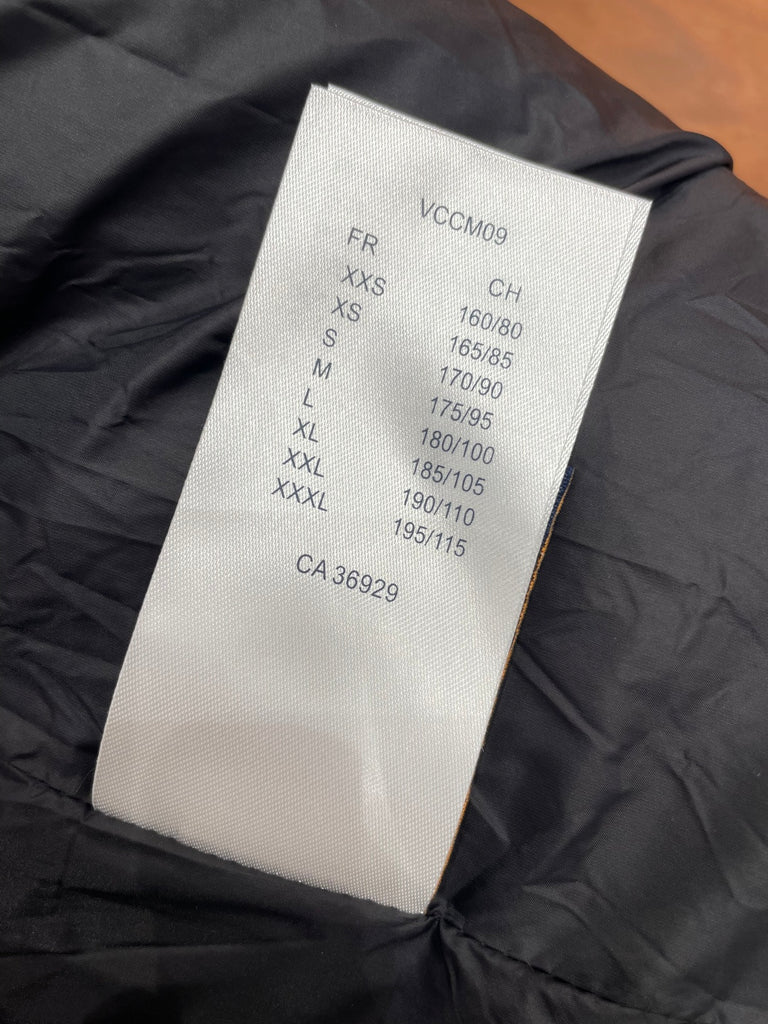 VCCM09
FR CH
XXS 160/80
XS 165/85
S 170/90
M 175/95
L 180/100
XL 185/105
XXL 190/110
XXXL 195/115
CA 36929